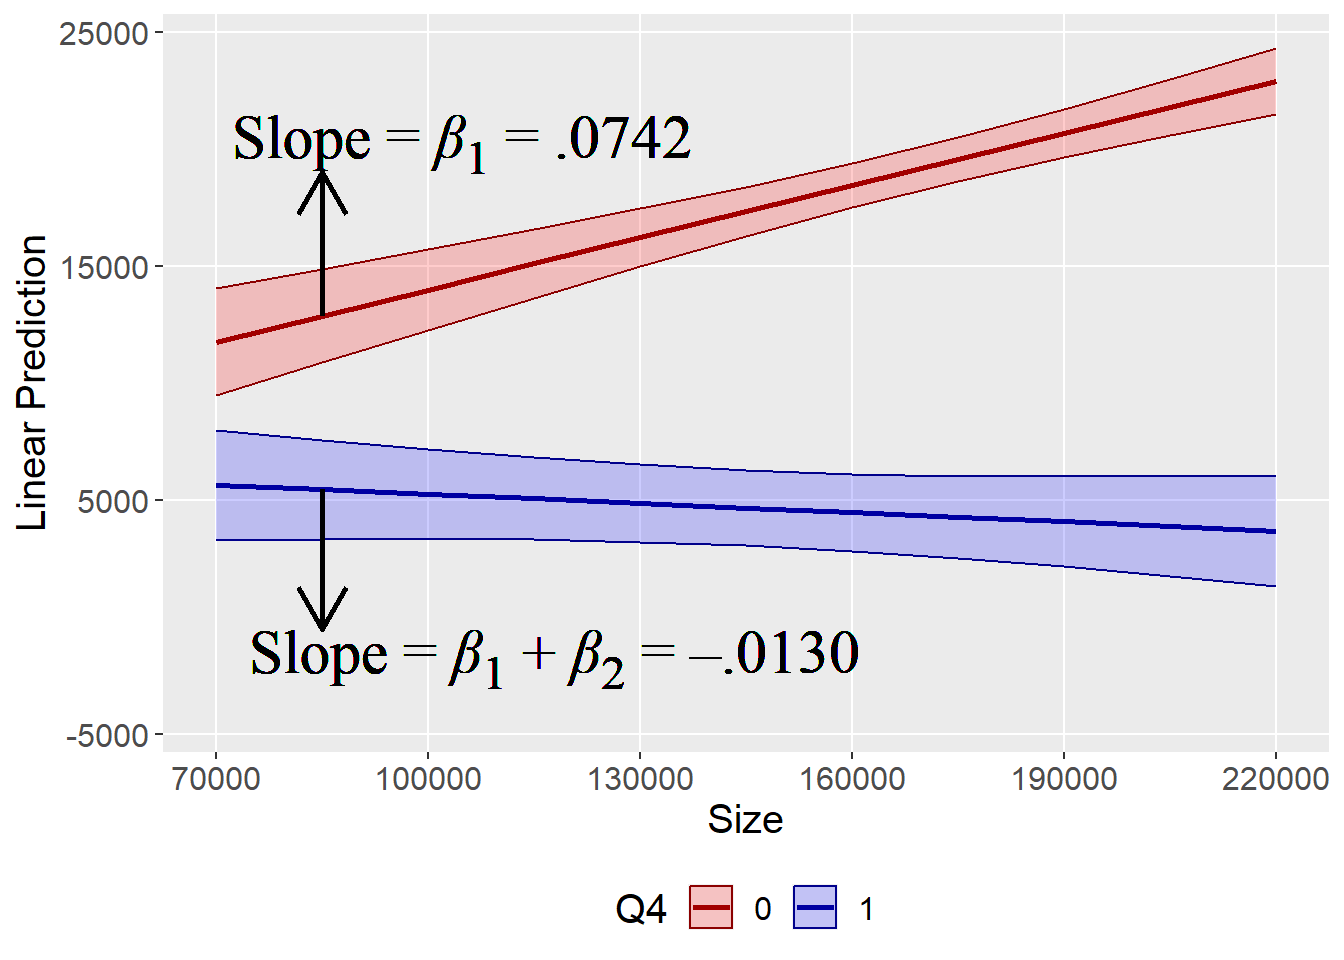 25000
Slope = β1 = .0742
15000
Linear Prediction
5000
Slope = β1 + β2 = –.0130
-5000
70000 100000 130000 160000 190000 220000
Size
Q4 0 1